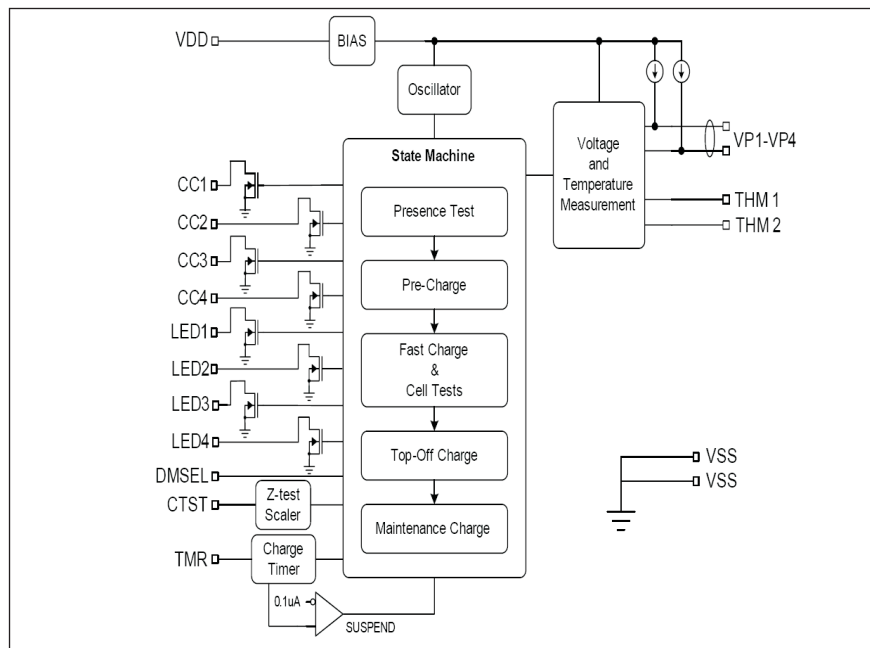 VDD
BIAS
Oscillator
State Machine
Voltage
and
Temperature
Measurement
VP1-VP4
THM 1
THM 2
CC1
CC2
CC3
CC4
LED1
LED2
LED3
LED4
DMSEL
CTST
Z-test
Scaler
TMR
Charge
Timer
0.1uA
SUSPEND
Presence Test
Pre-Charge
Fast Charge
&
Cell Tests
Top-Off Charge
Maintenance Charge
VSS
VSS